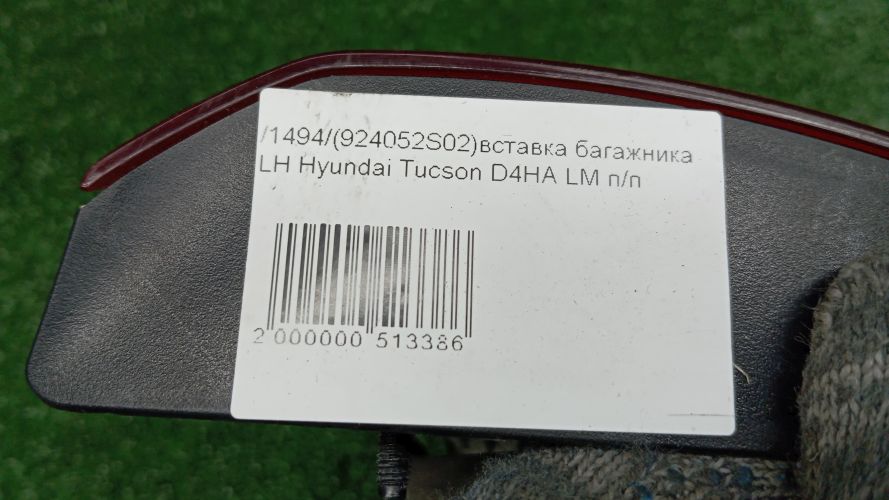 /1494/(924052S02)вставка багажника
LH Hyundai Tucson D4HA LM п/п
2 000000 513386